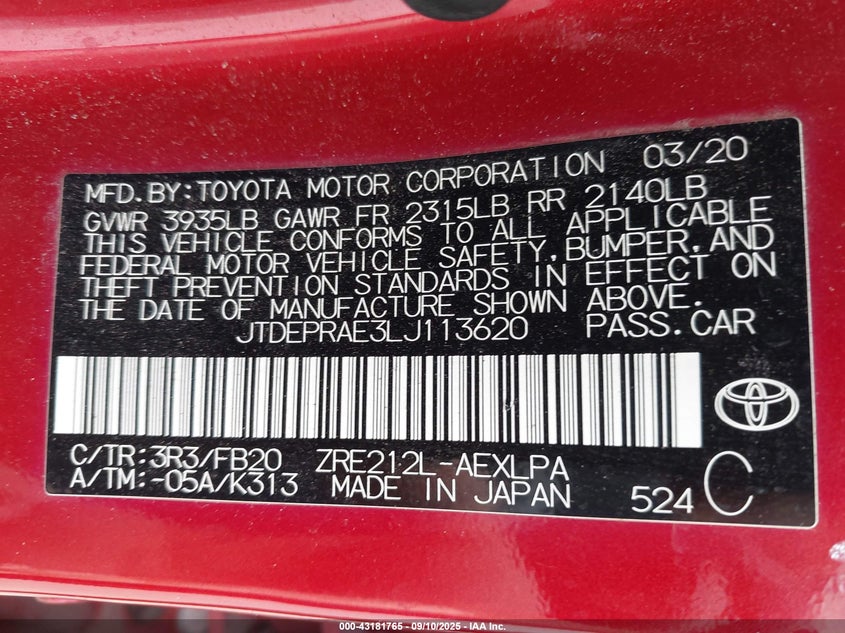 MFD.BY:TOYOTA MOTOR CORPORATION 03/20
GVWR 3935LB GAWR FR 2315LB RR 2140LB
THIS VEHICLE CONFORMS TO ALL APPLICABLE
FEDERAL MOTOR VEHICLE SAFETY,BUMPER,AND
THEFT PREVENTION STANDARDS IN EFFECT ON
THE DATE OF MANUFACTURE SHOWN ABOVE.
JTDEPRAE3LJ113620 PASS.CAR
C/TR:3R3/FB20 ZRE212L-AEXLPA
A/TM:-05A/K313 MADE IN JAPAN 524 C
000-43181765 - 09/10/2025 - IAA Inc.